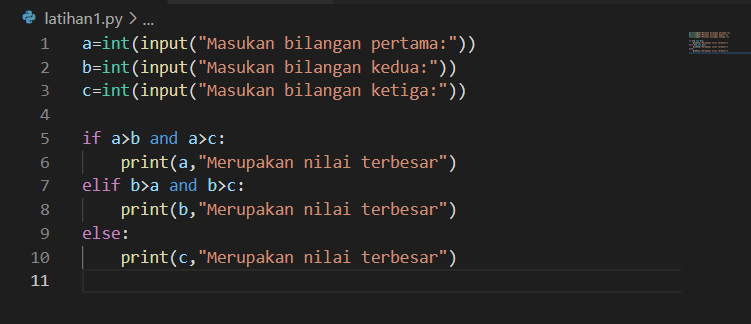 latihan1.py > ...
1 a=int(input("Masukan bilangan pertama:"))
2 b=int(input("Masukan bilangan kedua:"))
3 c=int(input("Masukan bilangan ketiga:"))
4
5 if a>b and a>c:
6     print(a,"Merupakan nilai terbesar")
7 elif b>a and b>c:
8     print(b,"Merupakan nilai terbesar")
9 else:
10     print(c,"Merupakan nilai terbesar")
11